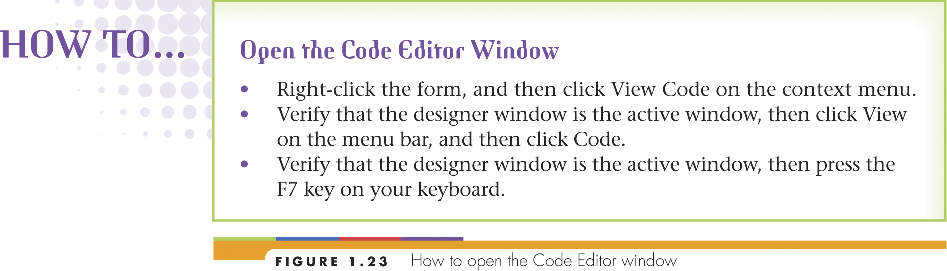 HOW TO...
Open the Code Editor Window
• Right-click the form, and then click View Code on the context menu.
• Verify that the designer window is the active window, then click View
on the menu bar, and then click Code.
• Verify that the designer window is the active window, then press the
F7 key on your keyboard.
FIGURE 1.23 How to open the Code Editor window